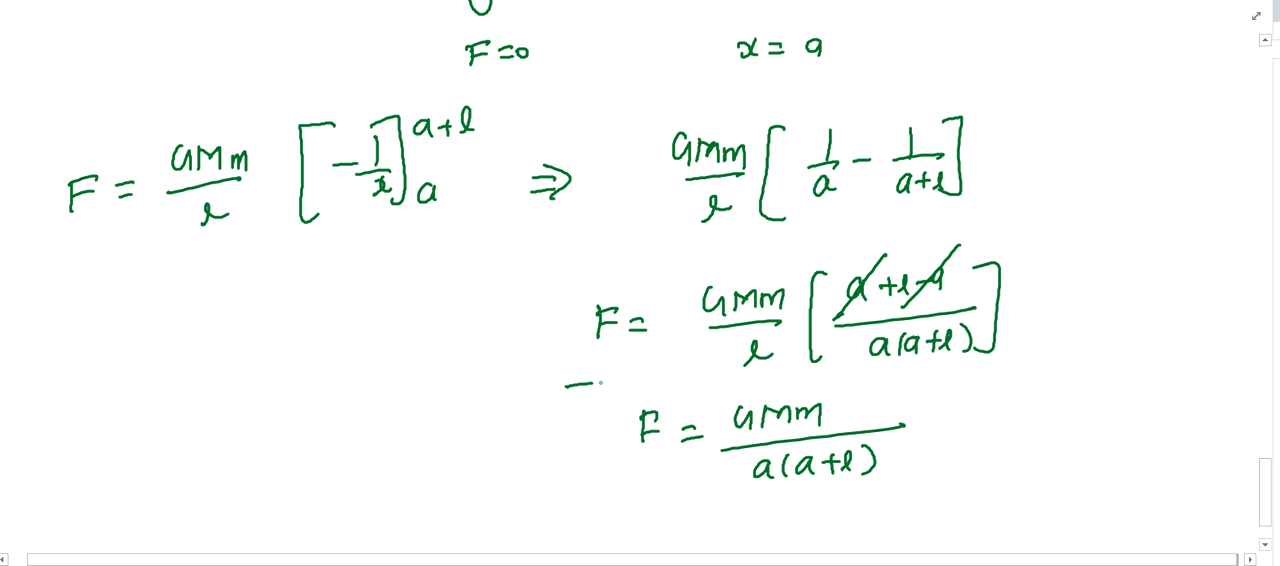 F=0 x = a
F = GMm/l [-1/x]_a^{a+l} ⇒ GMm/l [1/a - 1/(a+l)]
F = GMm/l [(a+l-a)/(a(a+l))]
F = GMm/(a(a+l))